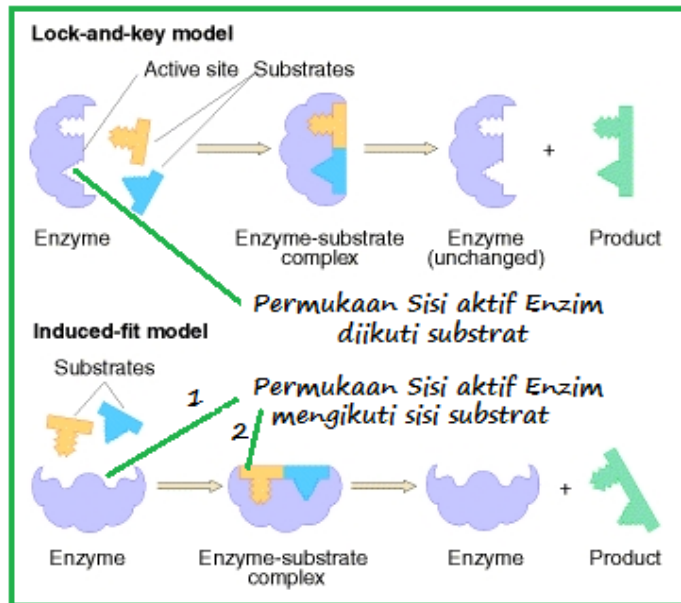 Lock-and-key model
Active site
Substrates
Enzyme
Enzyme-substrate
complex
Enzyme
(unchanged)
+
Product
Permukaan Sisi aktif Enzim
diikuti substrat
Induced-fit model
Substrates
1
Permukaan Sisi aktif Enzim
mengikuti sisi substrat
2
Enzyme
Enzyme-substrate
complex
Enzyme
+
Product